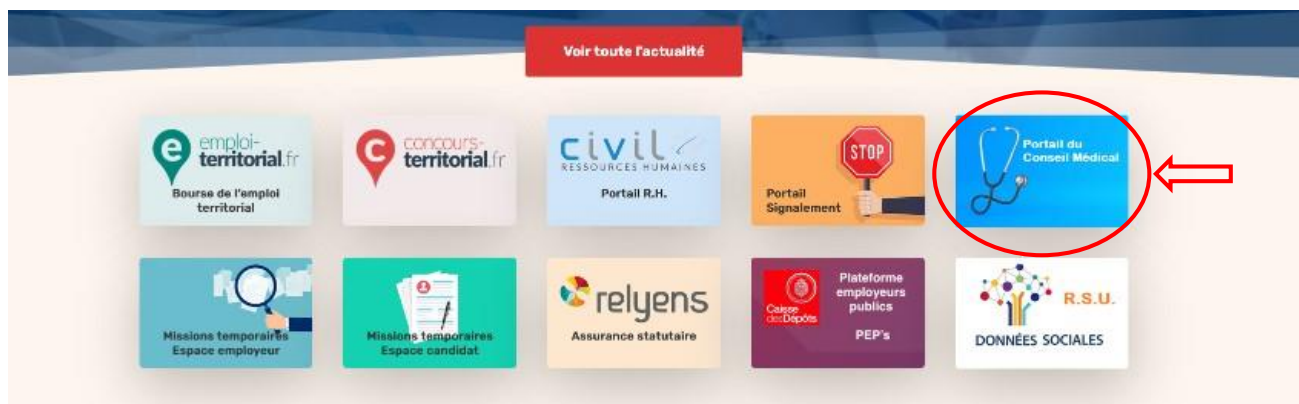 Voir toute l'actualité
e emploi-
territorial.fr
Bourse de l'emploi
territorial
c concours-
territorial.fr
civil
RESSOURCES HUMAINES
Portail R.H.
STOP
Portail
Signalement
Portail du
Conseil Médical
Missions temporaires
Espace employeur
Missions temporaires
Espace candidat
relyens
Assurance statutaire
Caisse
des Dépôts
Plateforme
employeurs
publics
PEP's
R.S.U.
DONNÉES SOCIALES